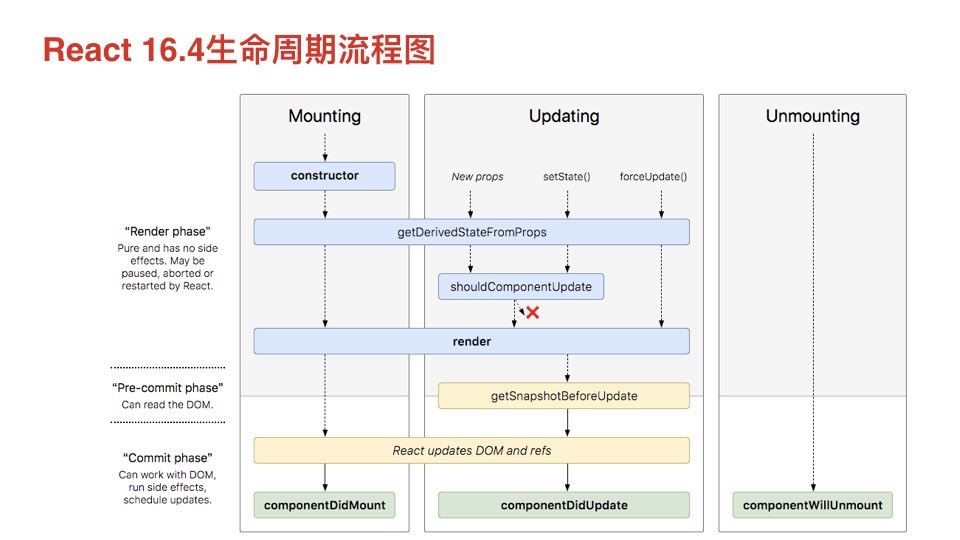 React 16.4生命周期流程图
Mounting
Updating
Unmounting
constructor
New props
setState()
forceUpdate()
getDerivedStateFromProps
shouldComponentUpdate
render
“Render phase”
Pure and has no side
effects. May be
paused, aborted or
restarted by React.
“Pre-commit phase”
Can read the DOM.
getSnapshotBeforeUpdate
React updates DOM and refs
“Commit phase”
Can work with DOM,
run side effects,
schedule updates.
componentDidMount
componentDidUpdate
componentWillUnmount